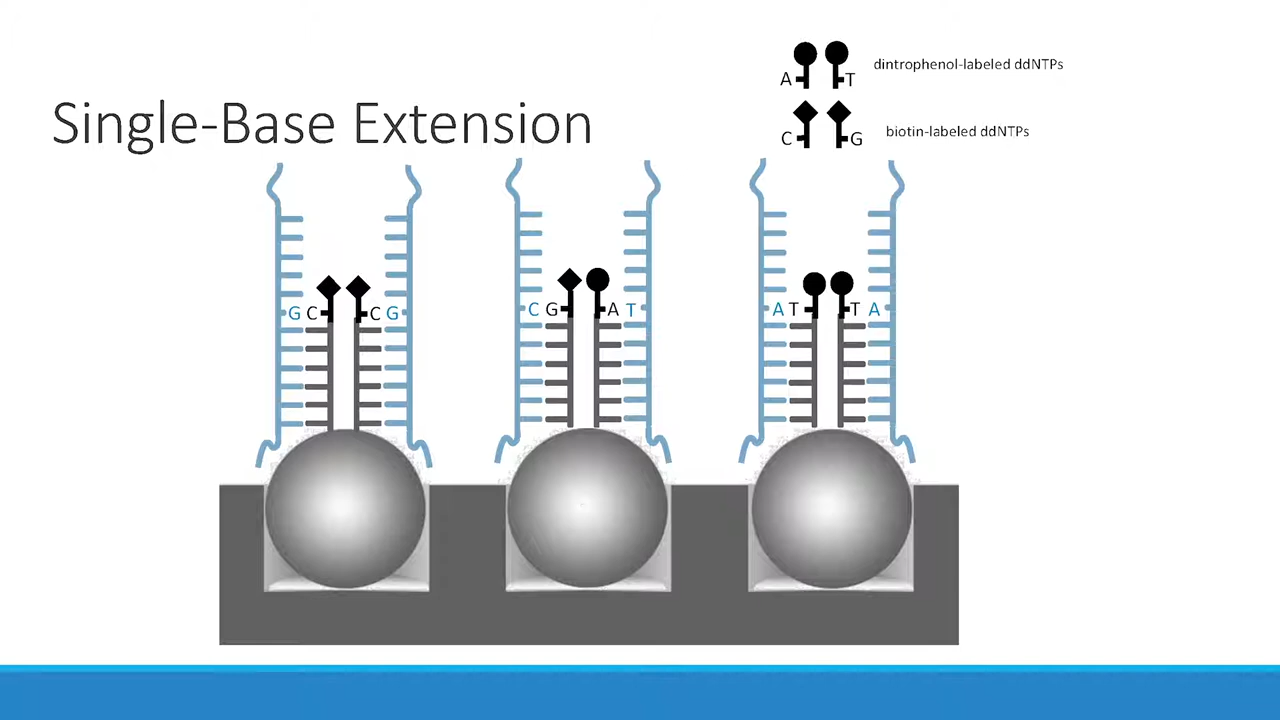 A T dintrophenol-labeled ddNTPs
Single-Base Extension
C G biotin-labeled ddNTPs
G C C G
C G A T
A T T A